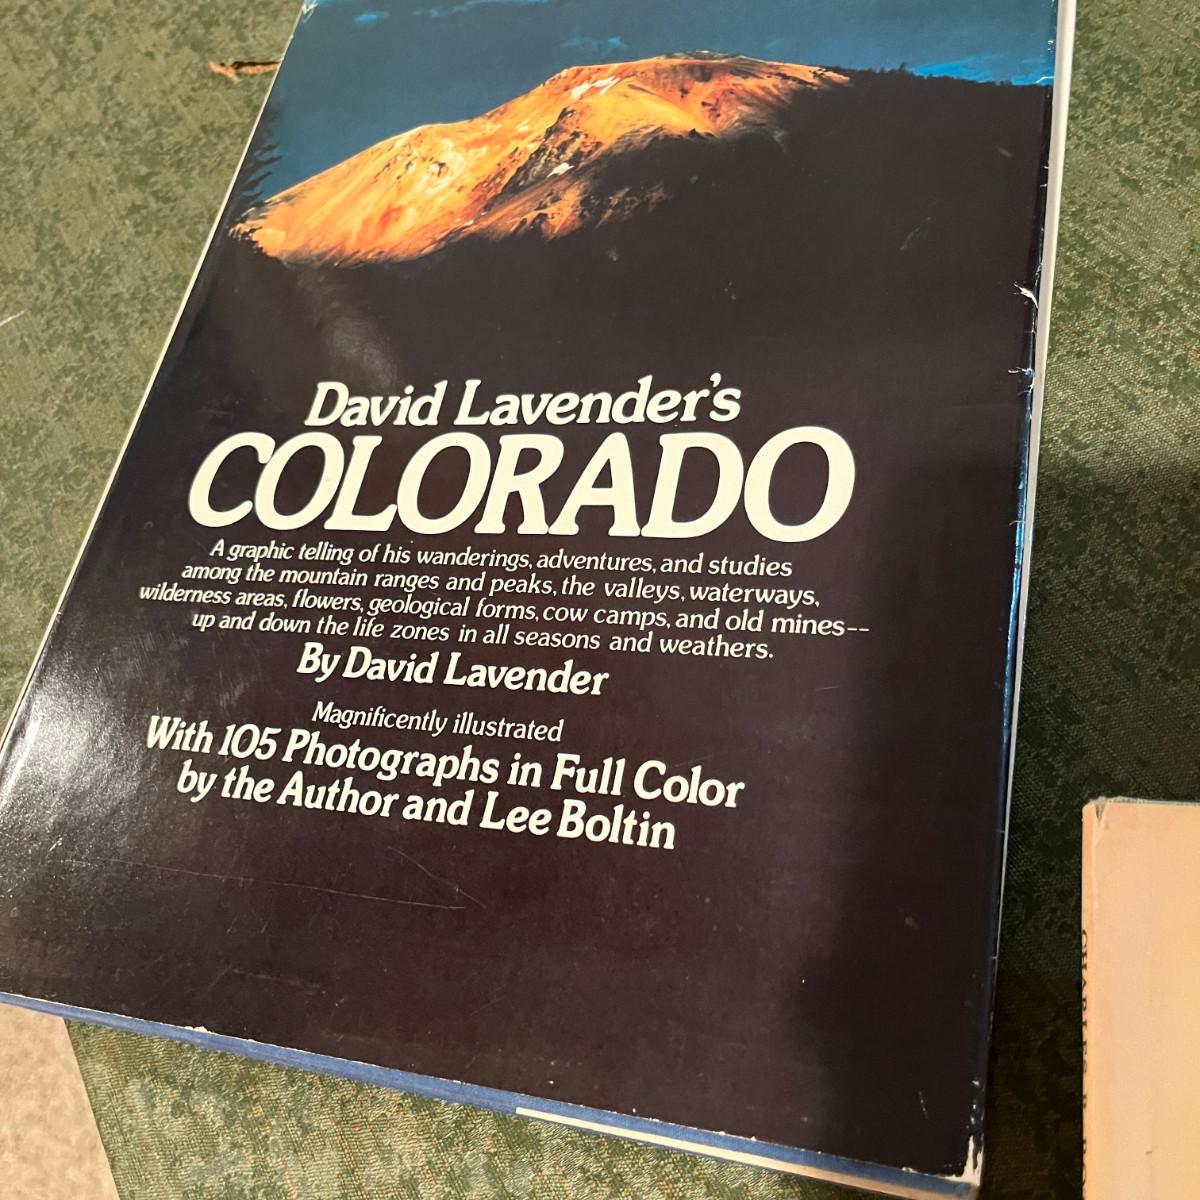 David Lavender's
COLORADO
A graphic telling of his wanderings, adventures, and studies
among the mountain ranges and peaks, the valleys, waterways,
wilderness areas, flowers, geological forms, cow camps, and old mines--
up and down the life zones in all seasons and weathers.
By David Lavender
Magnificently illustrated
With 105 Photographs in Full Color
by the Author and Lee Boltin
CHARLES